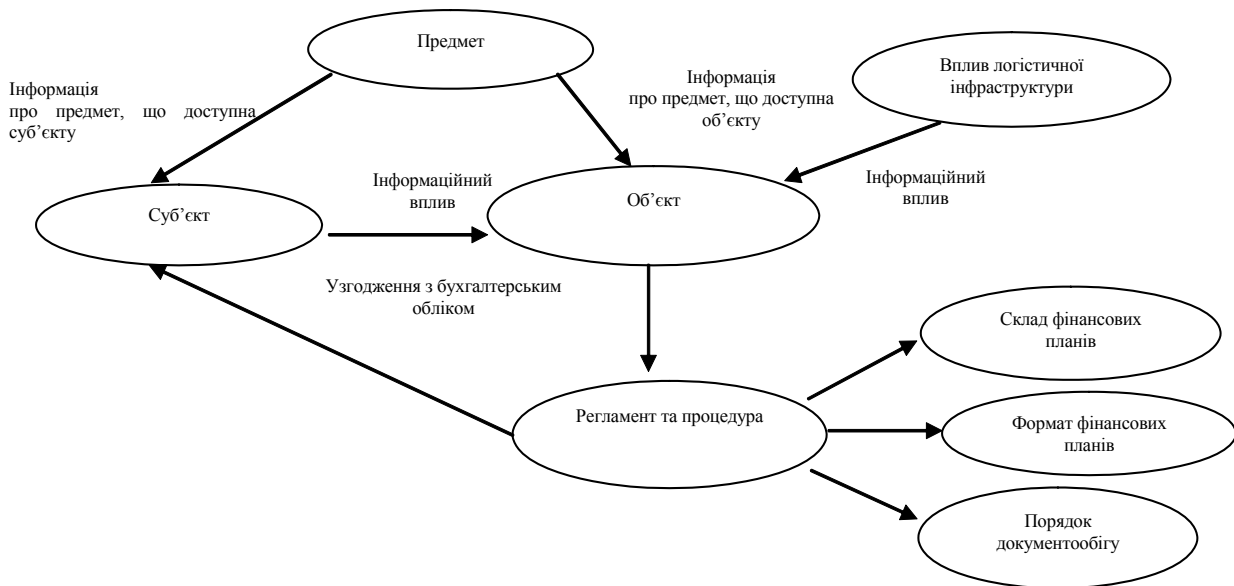 Предмет
Інформація
про предмет, що доступна
суб’єкту
Інформація
про предмет, що доступна
об’єкту
Вплив логістичної
інфраструктури
Інформаційний
вплив
Інформаційний
вплив
Суб’єкт
Об’єкт
Узгодження з бухгалтерським
обліком
Склад фінансових
планів
Регламент та процедура
Формат фінансових
планів
Порядок
документообігу